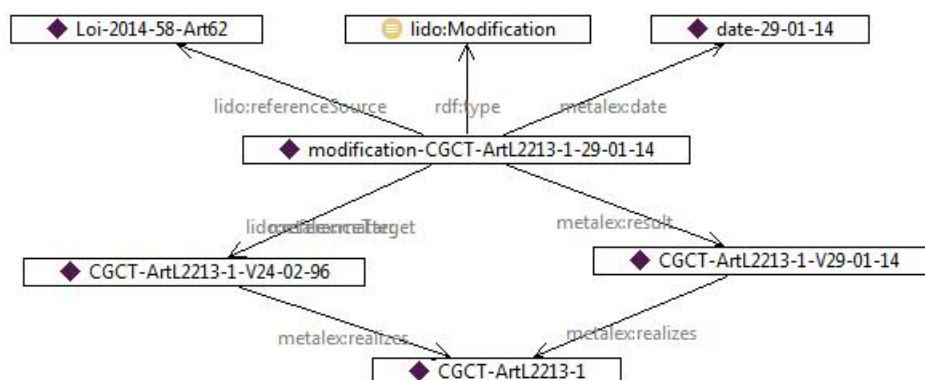 Loi-2014-58-Art62
lido:Modification
date-29-01-14
lido:referenceSource
rdf:type
metalex:date
modification-CGCT-ArtL2213-1-29-01-14
metalex:result
CGCT-ArtL2213-1-V24-02-96
CGCT-ArtL2213-1-V29-01-14
metalex:realizes
metalex:realizes
CGCT-ArtL2213-1